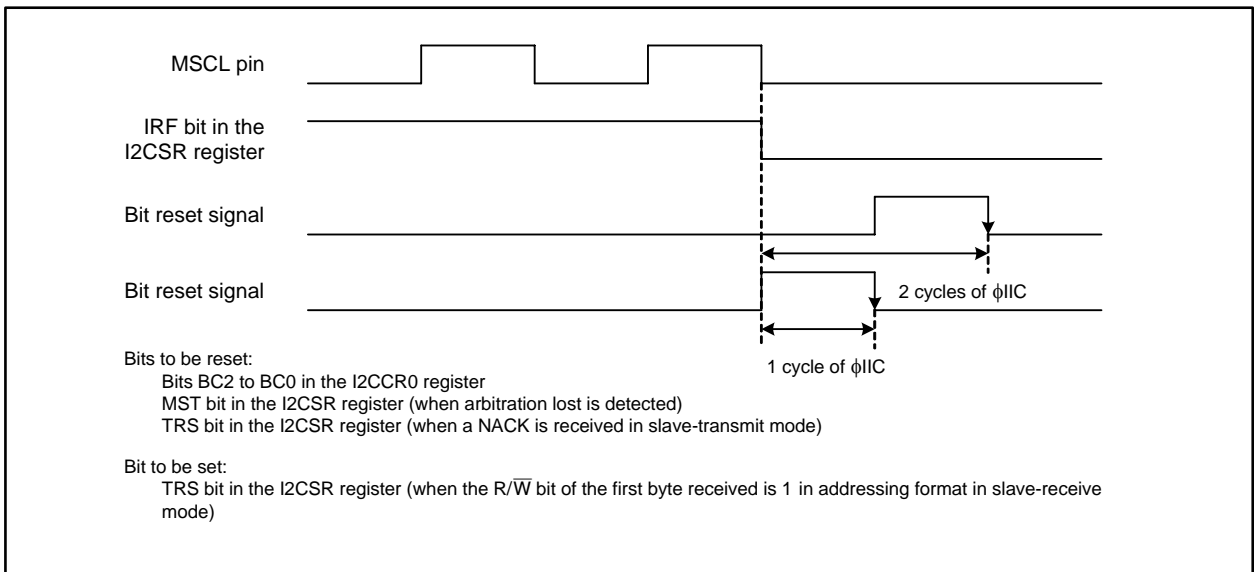 MSCL pin
IRF bit in the
I2CSR register
Bit reset signal
Bit reset signal
2 cycles of ϕIIC
1 cycle of ϕIIC
Bits to be reset:
Bits BC2 to BC0 in the I2CCR0 register
MST bit in the I2CSR register (when arbitration lost is detected)
TRS bit in the I2CSR register (when a NACK is received in slave-transmit mode)
Bit to be set:
TRS bit in the I2CSR register (when the R/W̅ bit of the first byte received is 1 in addressing format in slave-receive
mode)